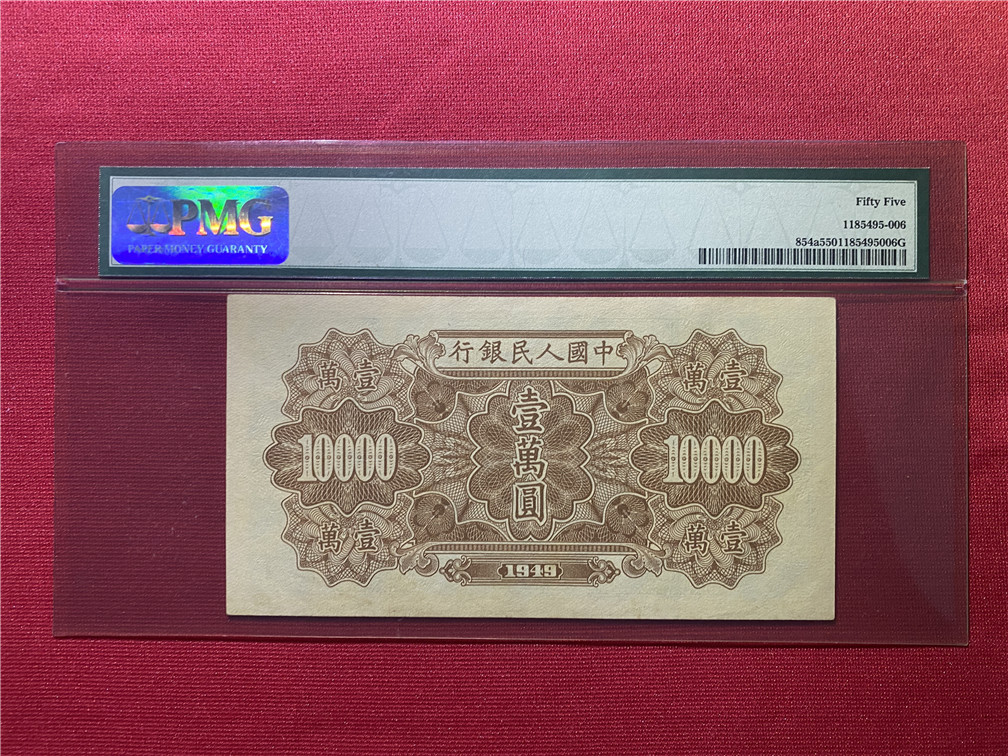 PMG
PAPER MONEY GUARANTY
Fifty Five
1185495-006
854a5501185495006G
行銀民人國中
萬壹
萬壹
壹萬圓
10000
10000
萬壹
萬壹
1949